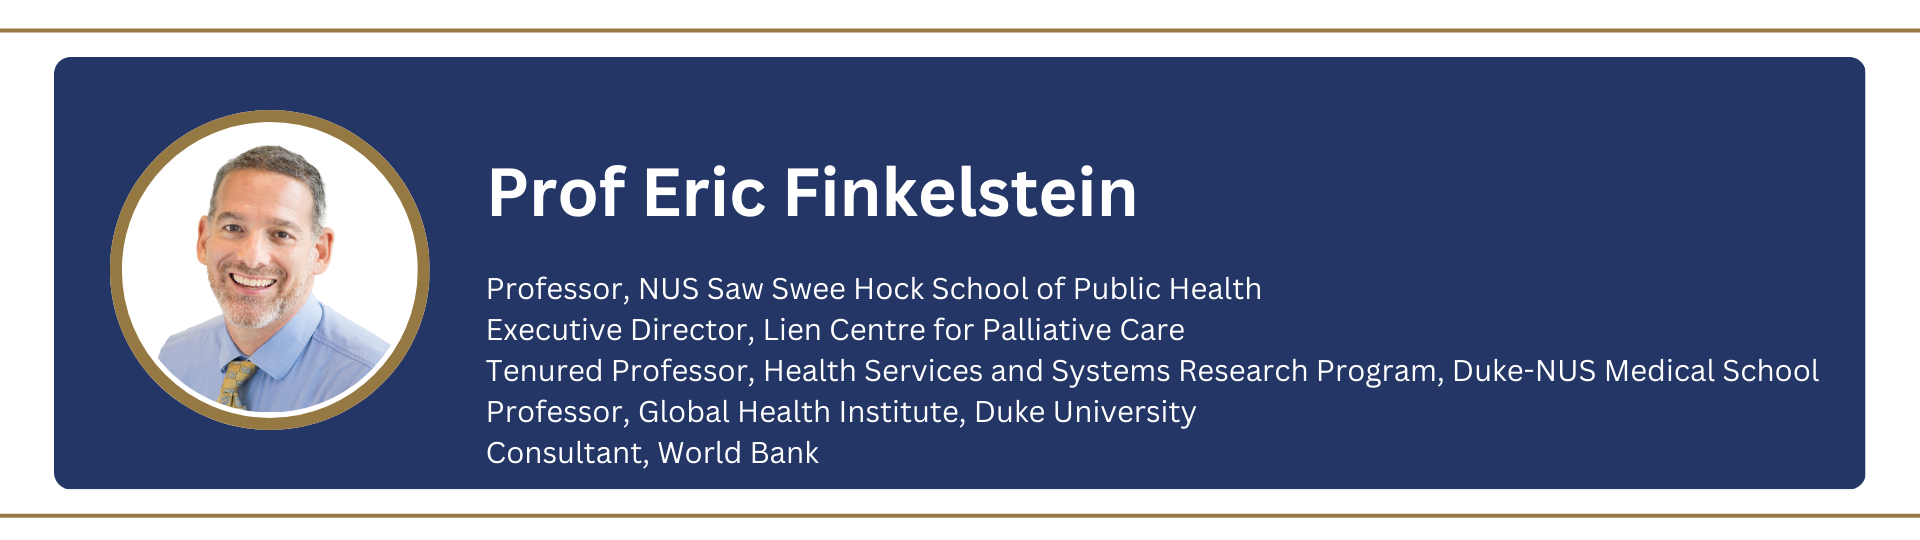 Prof Eric Finkelstein
Professor, NUS Saw Swee Hock School of Public Health
Executive Director, Lien Centre for Palliative Care
Tenured Professor, Health Services and Systems Research Program, Duke-NUS Medical School
Professor, Global Health Institute, Duke University
Consultant, World Bank